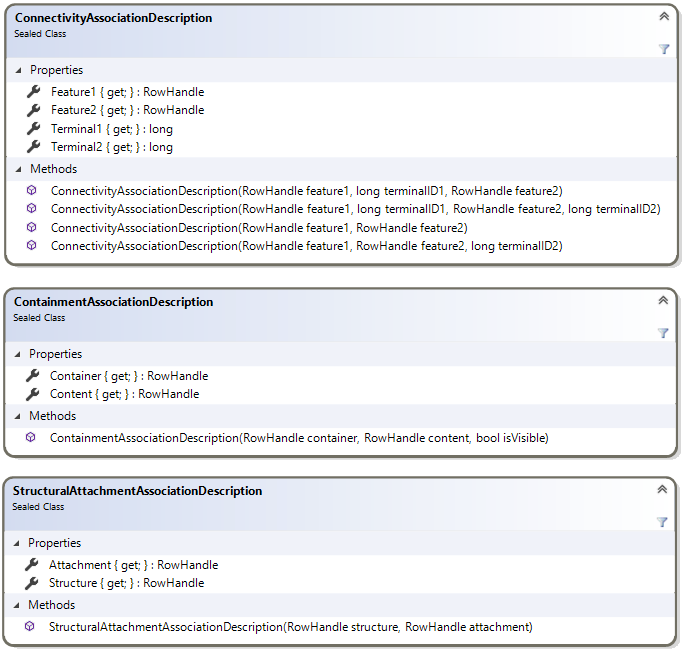 ConnectivityAssociationDescription
Sealed Class
Properties
Feature1 { get; } : RowHandle
Feature2 { get; } : RowHandle
Terminal1 { get; } : long
Terminal2 { get; } : long
Methods
ConnectivityAssociationDescription(RowHandle feature1, long terminalID1, RowHandle feature2)
ConnectivityAssociationDescription(RowHandle feature1, long terminalID1, RowHandle feature2, long terminalID2)
ConnectivityAssociationDescription(RowHandle feature1, RowHandle feature2)
ConnectivityAssociationDescription(RowHandle feature1, RowHandle feature2, long terminalID2)
ContainmentAssociationDescription
Sealed Class
Properties
Container { get; } : RowHandle
Content { get; } : RowHandle
Methods
ContainmentAssociationDescription(RowHandle container, RowHandle content, bool isVisible)
StructuralAttachmentAssociationDescription
Sealed Class
Properties
Attachment { get; } : RowHandle
Structure { get; } : RowHandle
Methods
StructuralAttachmentAssociationDescription(RowHandle structure, RowHandle attachment)